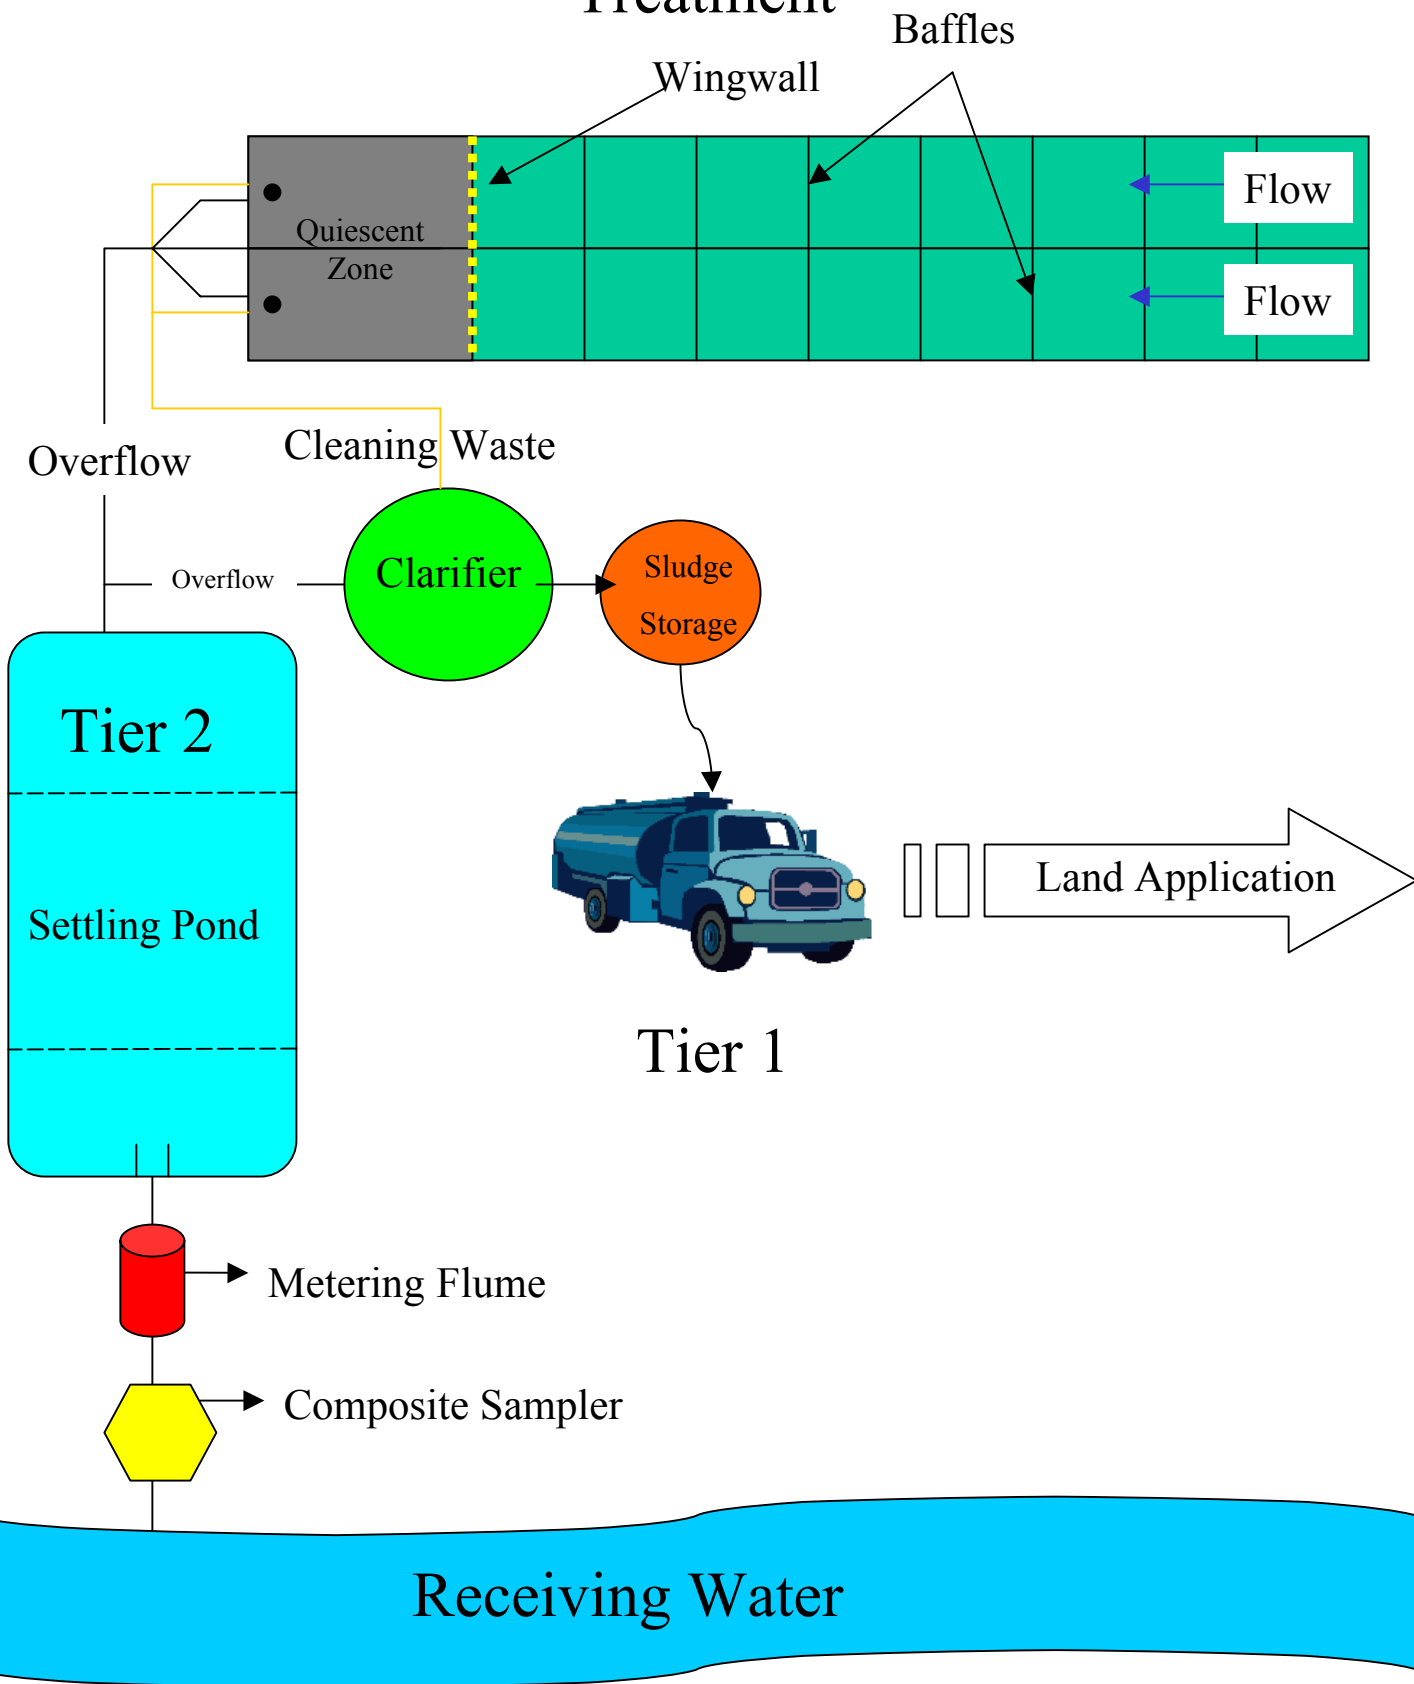 Treatment
Baffles
Wingwall
Flow
Quiescent
Zone
Flow
Overflow
Cleaning Waste
Overflow
Clarifier
Sludge
Storage
Tier 2
Settling Pond
Land Application
Tier 1
Metering Flume
Composite Sampler
Receiving Water